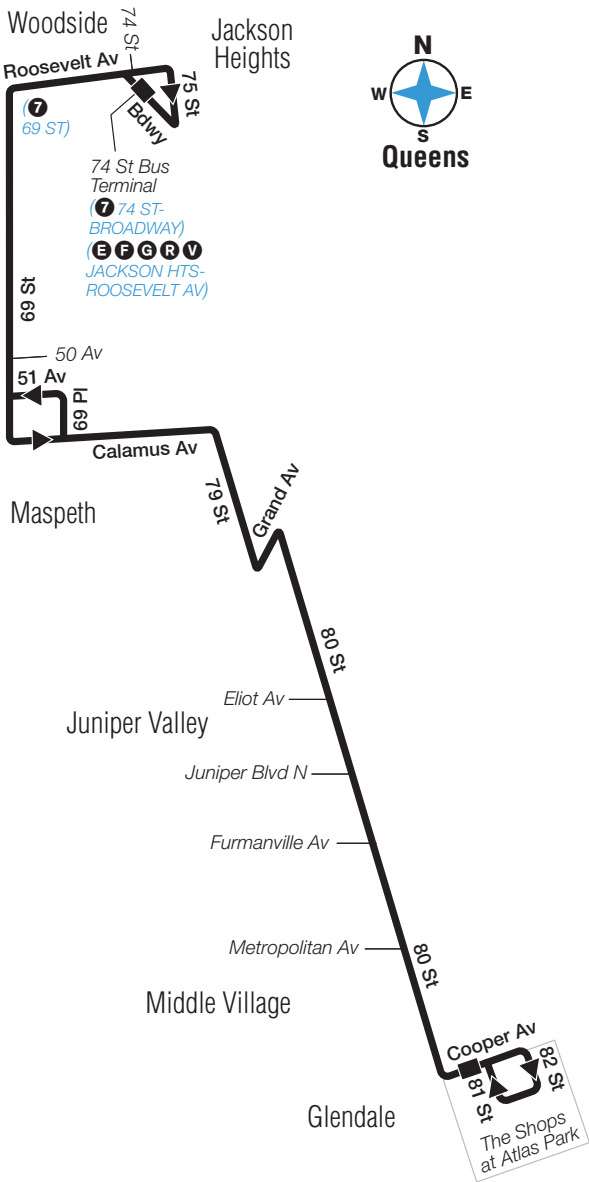 Woodside
74 St
Jackson
Heights
Roosevelt Av
75 St
Bdwy
N
W
E
S
Queens
(7
69 ST)
74 St Bus
Terminal
(7 74 ST-
BROADWAY)
(E F G R V
JACKSON HTS-
ROOSEVELT AV)
69 St
50 Av
51 Av
69 Pl
Calamus Av
Maspeth
79 St
Grand Av
80 St
Eliot Av
Juniper Valley
Juniper Blvd N
Furmanville Av
Metropolitan Av
80 St
Middle Village
Cooper Av
82 St
81 St
Glendale
The Shops
at Atlas Park